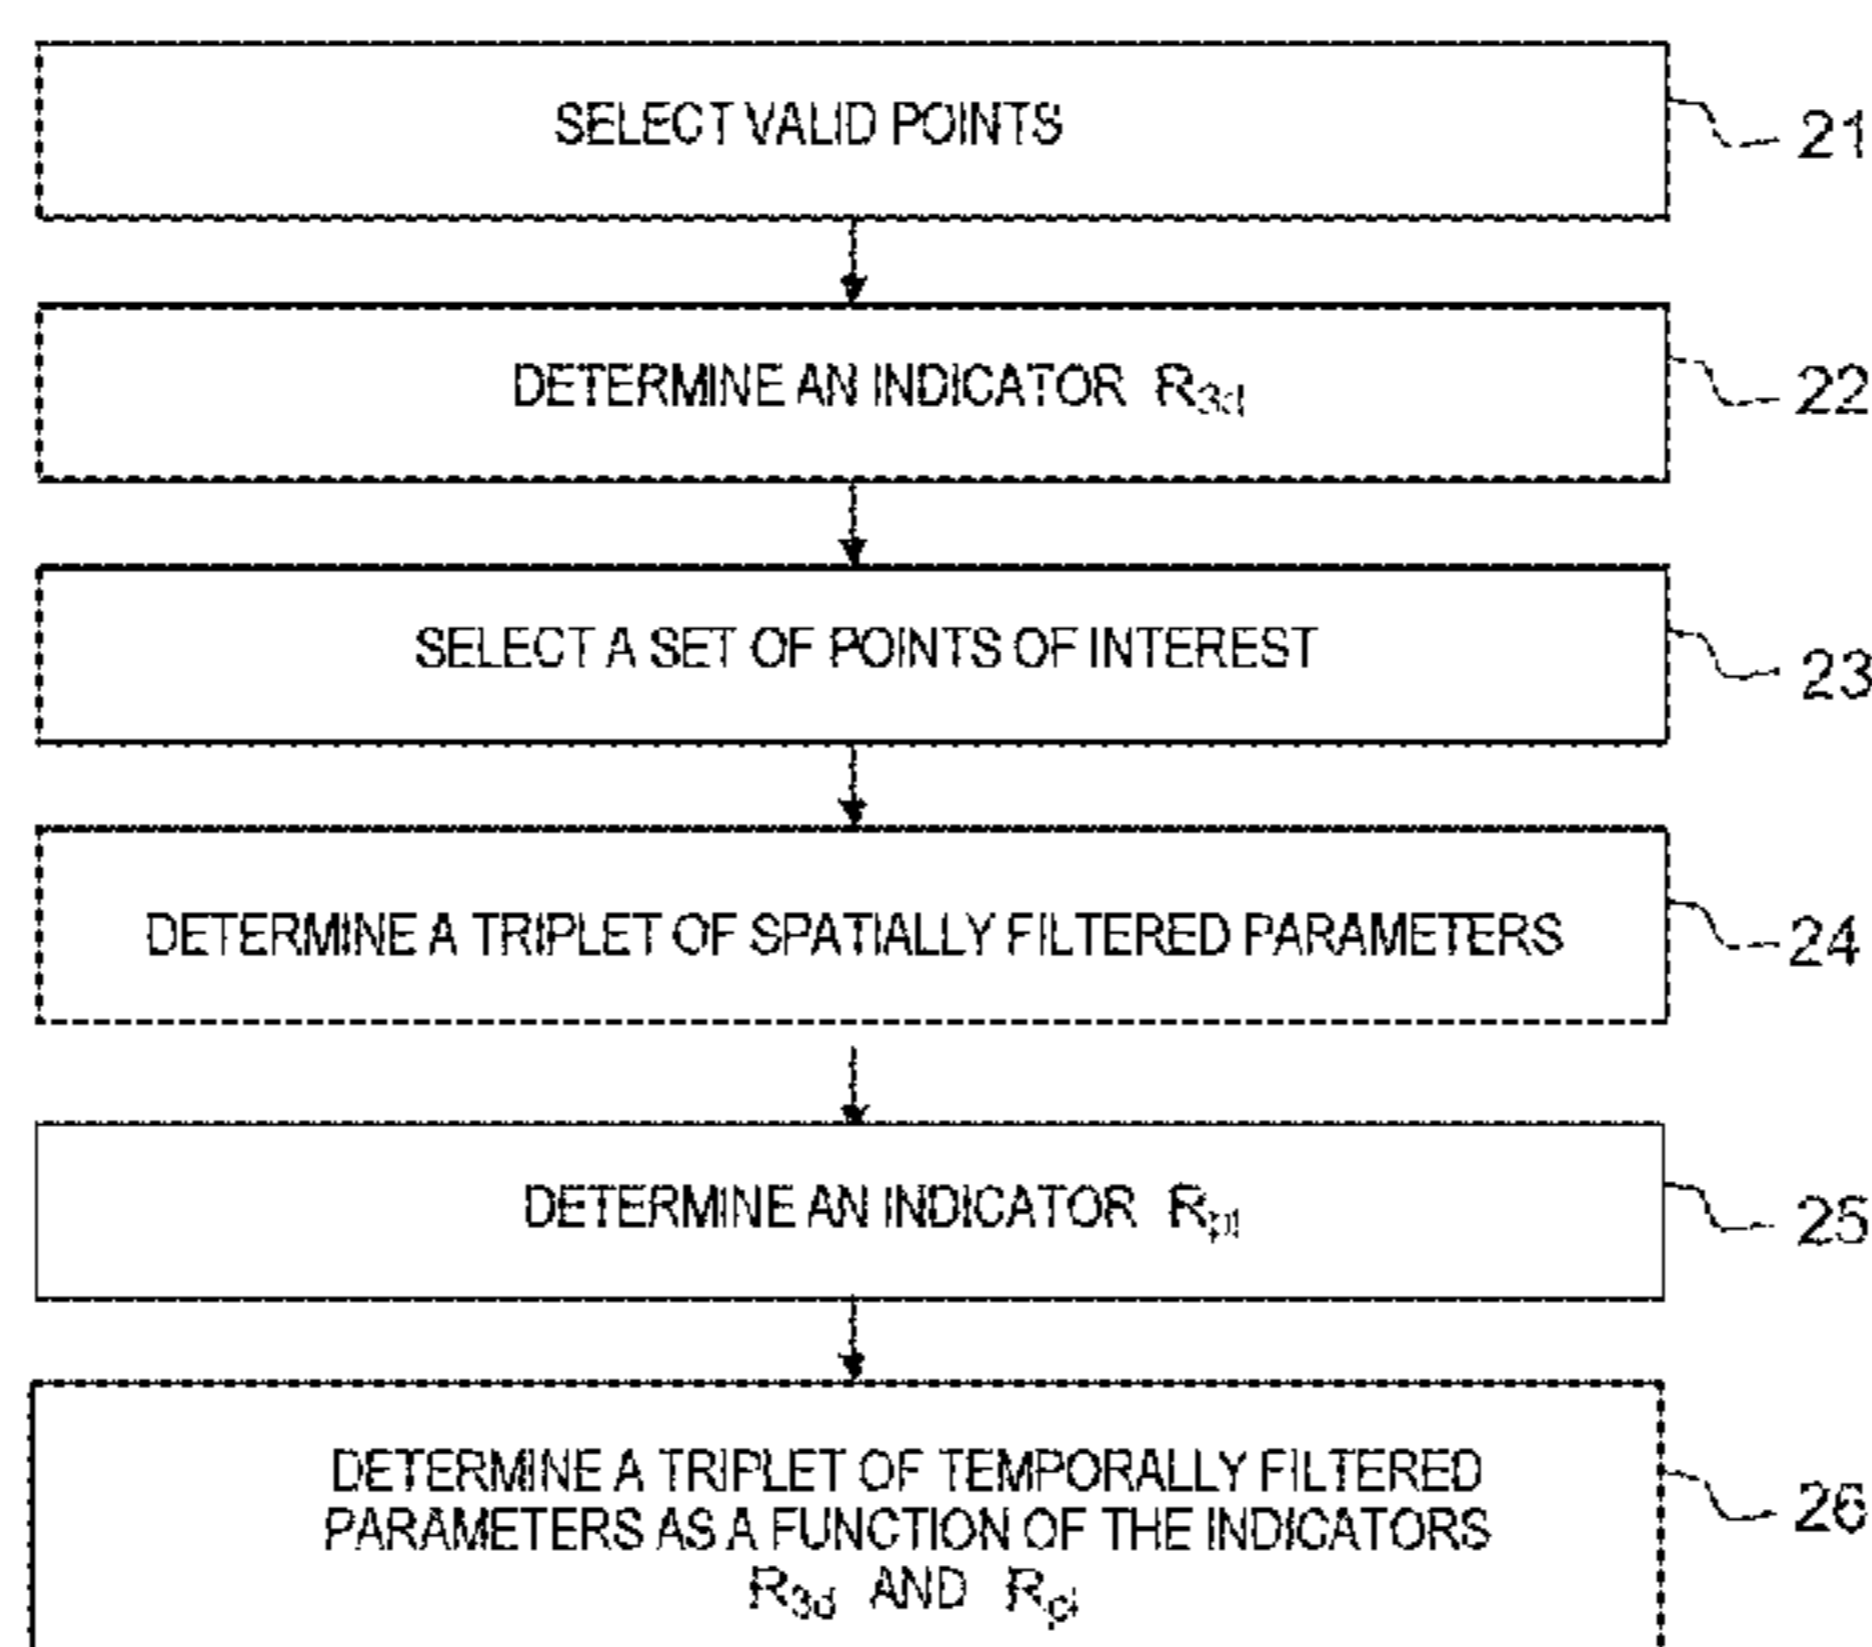 SELECT VALID POINTS
21
DETERMINE AN INDICATOR R3d
22
SELECT A SET OF POINTS OF INTEREST
23
DETERMINE A TRIPLET OF SPATIALLY FILTERED PARAMETERS
24
DETERMINE AN INDICATOR
25
DETERMINE A TRIPLET OF TEMPORALLY FILTERED
PARAMETERS AS A FUNCTION OF THE INDICATORS
R3d AND
26